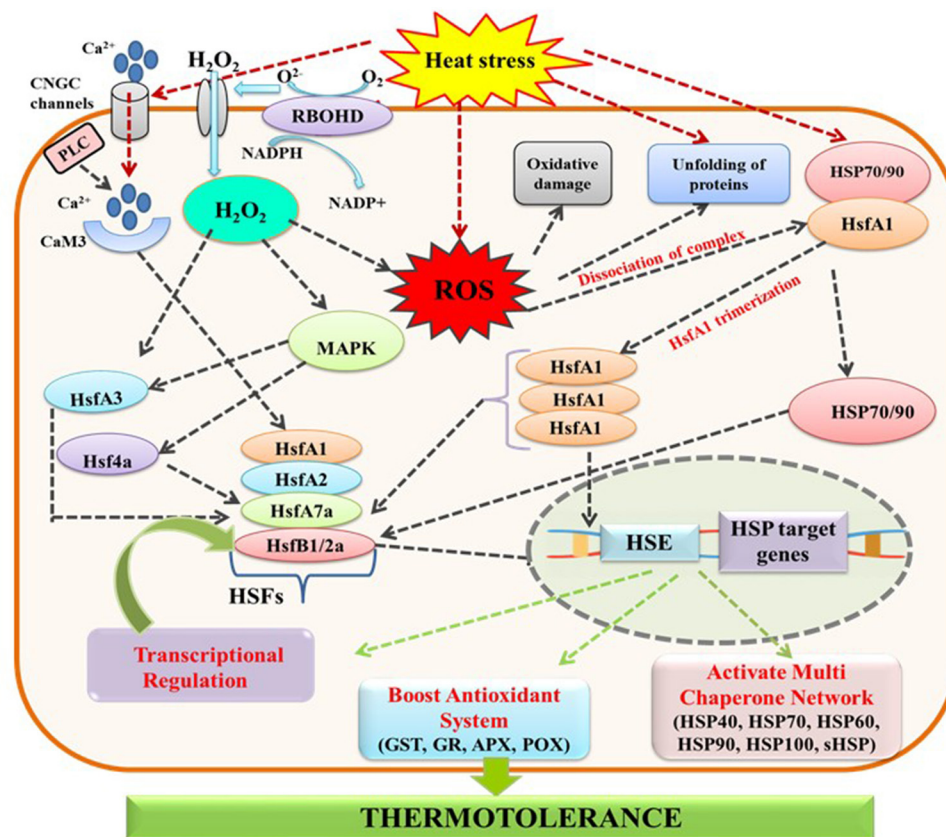 Heat stress
Ca²⁺
H₂O₂
O²⁻
O₂
CNGC
channels
RBOHD
PLC
NADPH
NADP+
Oxidative
damage
Unfolding of
proteins
HSP70/90
HsfA1
Ca²⁺
CaM3
H₂O₂
ROS
Dissociation of complex
HsfA1 trimerization
MAPK
HsfA1
HsfA1
HsfA1
HsfA3
HSP70/90
Hsf4a
HsfA1
HsfA2
HsfA7a
HsfB1/2a
HSFs
HSE
HSP target
genes
Transcriptional
Regulation
Boost Antioxidant
System
(GST, GR, APX, POX)
Activate Multi
Chaperone Network
(HSP40, HSP70, HSP60,
HSP90, HSP100, sHSP)
THERMOTOLERANCE